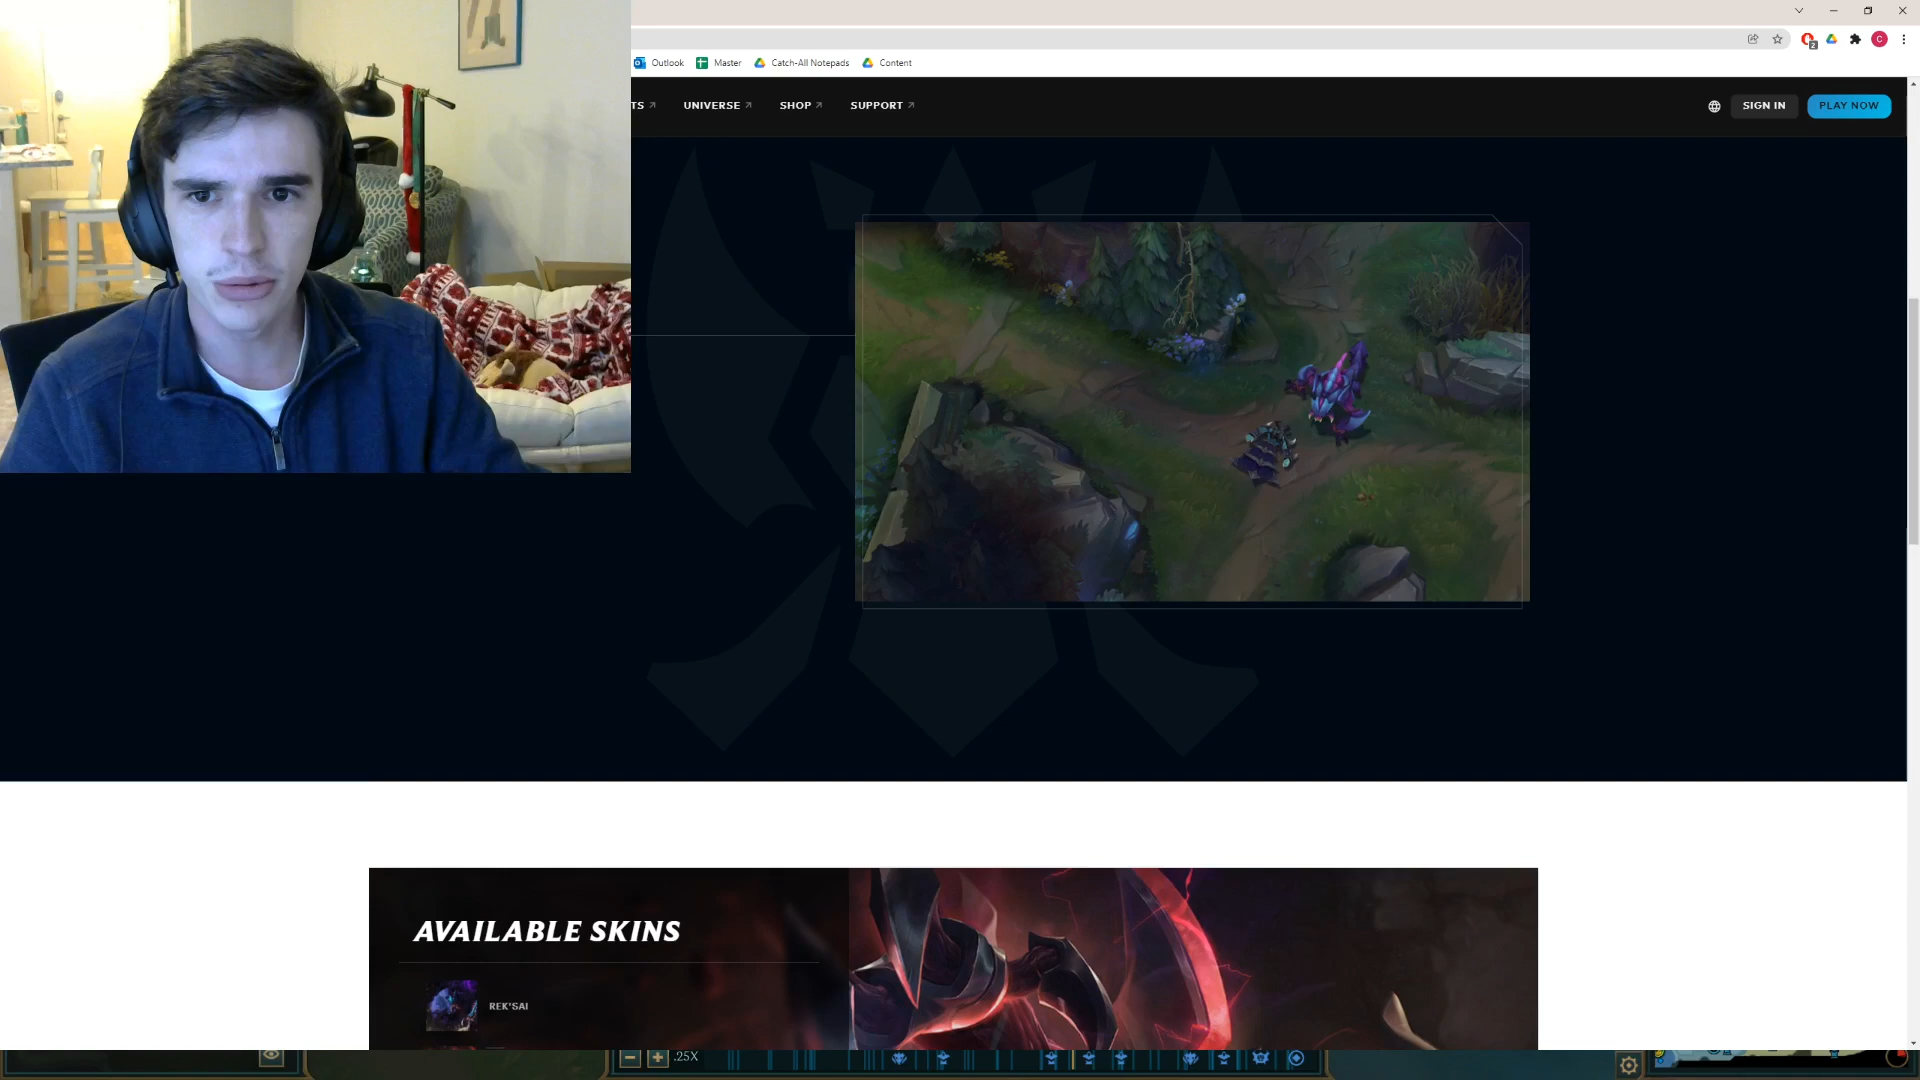 2
C
Outlook Master Catch-All Notepads Content
TS UNIVERSE SHOP SUPPORT SIGN IN PLAY NOW
AVAILABLE SKINS
REK'SAI
.25X